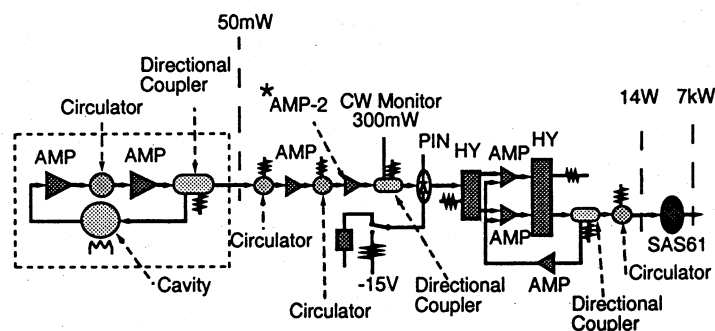 50mW
Directional
Coupler
Circulator
*AMP-2
CW Monitor
300mW
14W
7kW
AMP
AMP
AMP
PIN
HY
AMP
HY
Circulator
AMP
SAS61
Cavity
-15V
Directional
Coupler
AMP
Circulator
Circulator
Directional
Coupler